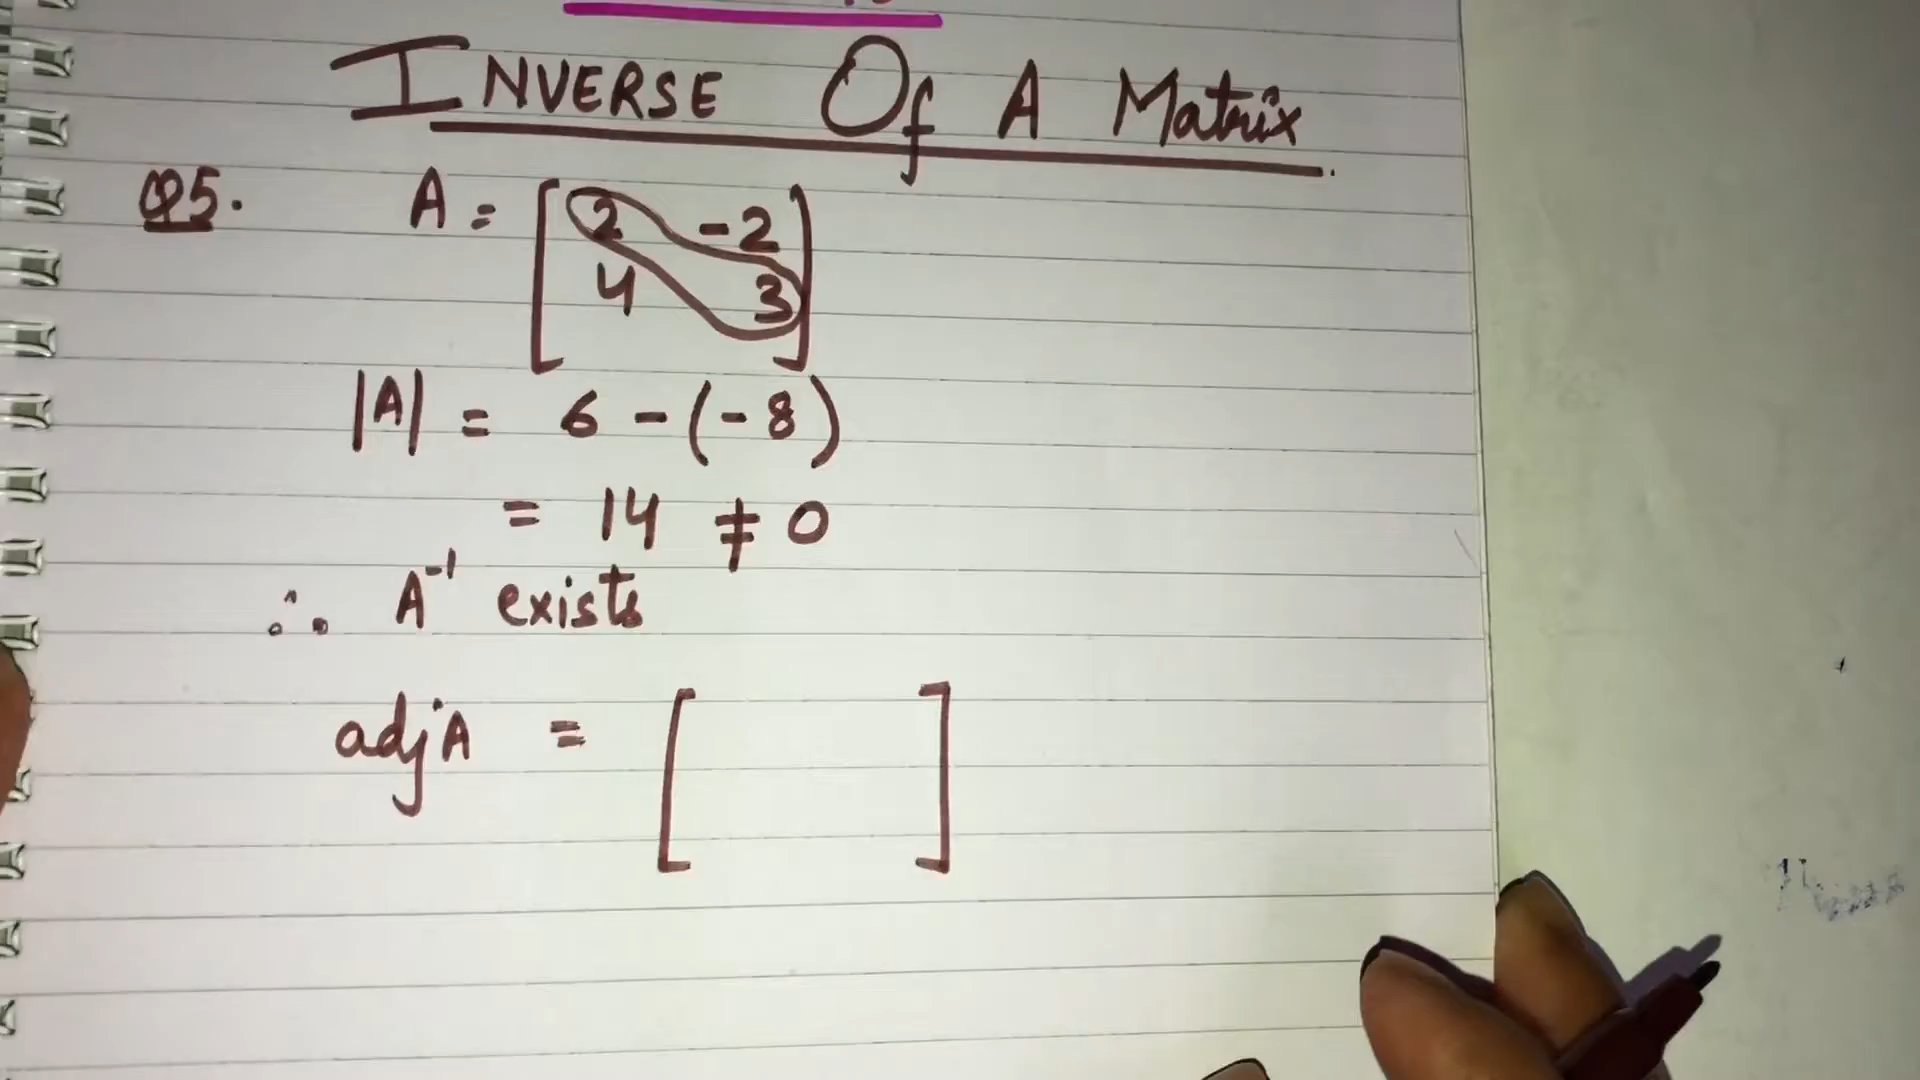 INVERSE Of A Matrix.
Q5. A = [2 -2
4 3]
|A| = 6 - (-8)
= 14 ≠ 0
∴ A⁻¹ exists
adj A = [ ]